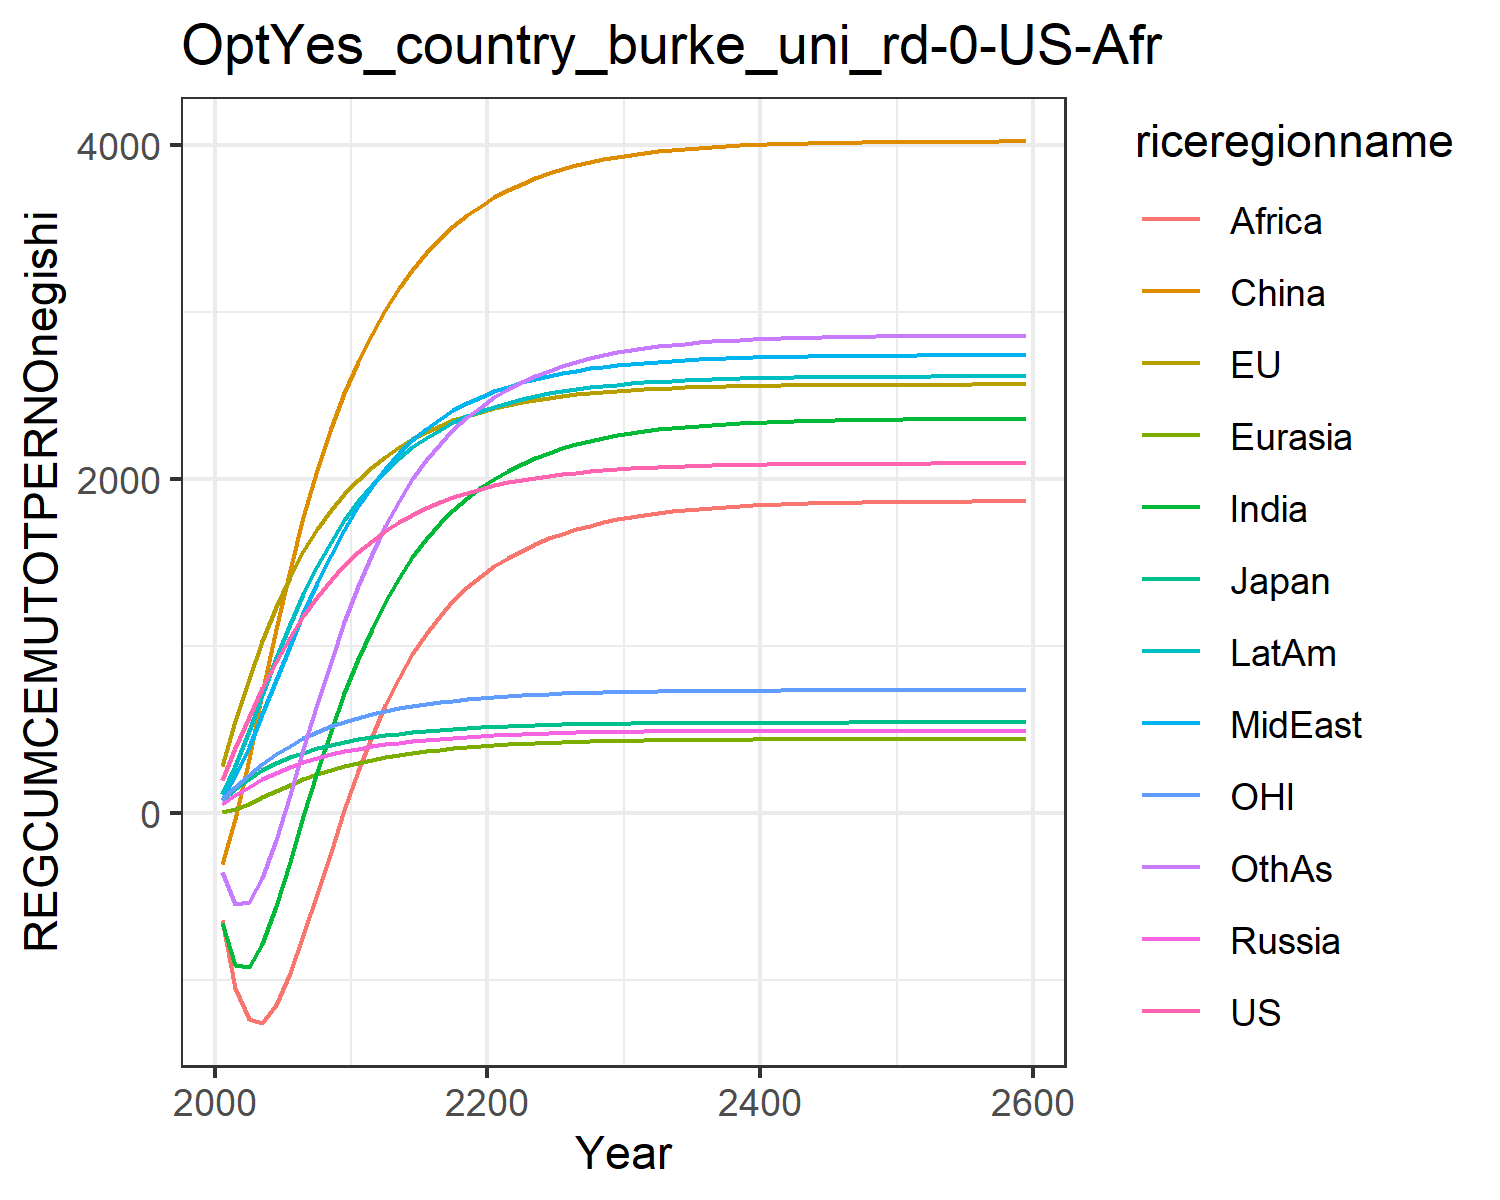 OptYes_country_burke_uni_rd-0-US-Afr
REGCUMCEMUTOTPERNOnegishi
4000
2000
0
2000
2200
2400
2600
Year
riceregionname
Africa
China
EU
Eurasia
India
Japan
LatAm
MidEast
OHI
OthAs
Russia
US